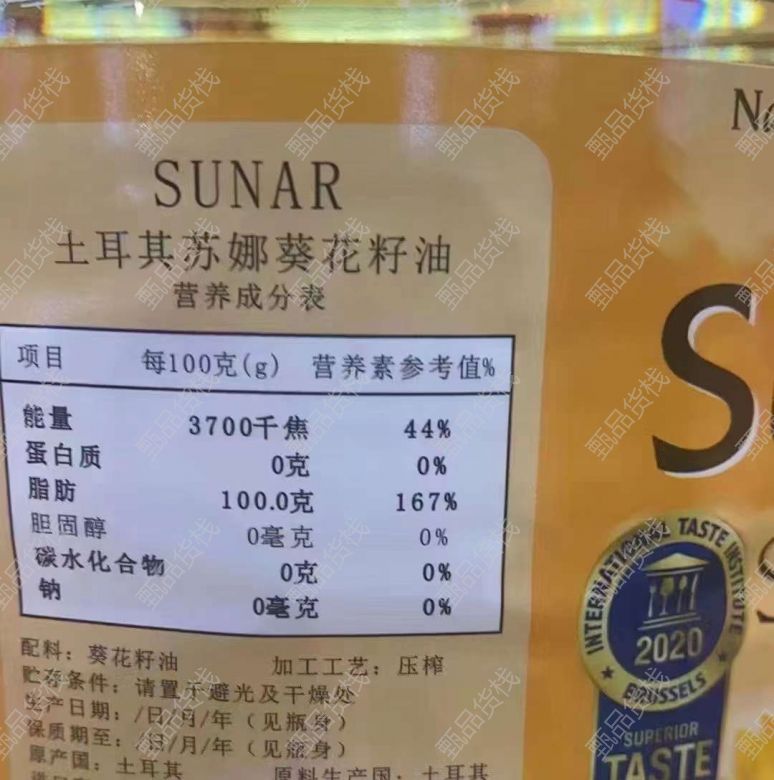 SUNAR
土耳其苏娜葵花籽油
营养成分表
项目 每100克(g) 营养素参考值%
能量 3700千焦 44%
蛋白质 0克 0%
脂肪 100.0克 167%
胆固醇 0毫克 0%
碳水化合物 0克 0%
钠 0毫克 0%
配料：葵花籽油 加工工艺：压榨
贮存条件：请置于避光及干燥处
生产日期：/日/月/年（见瓶身）
保质期至：/日/月/年（见瓶身）
原产国：土耳其 原料生产国：土耳其
INTERNATIONAL TASTE INSTITUTE
2020
BRUSSELS
SUPERIOR
TASTE
甄品货栈